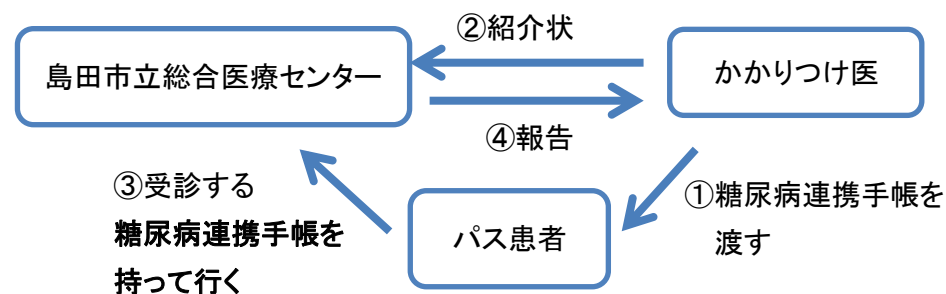 ②紹介状
島田市立総合医療センター
かかりつけ医
④報告
③受診する
糖尿病連携手帳を
持って行く
パス患者
①糖尿病連携手帳を
渡す